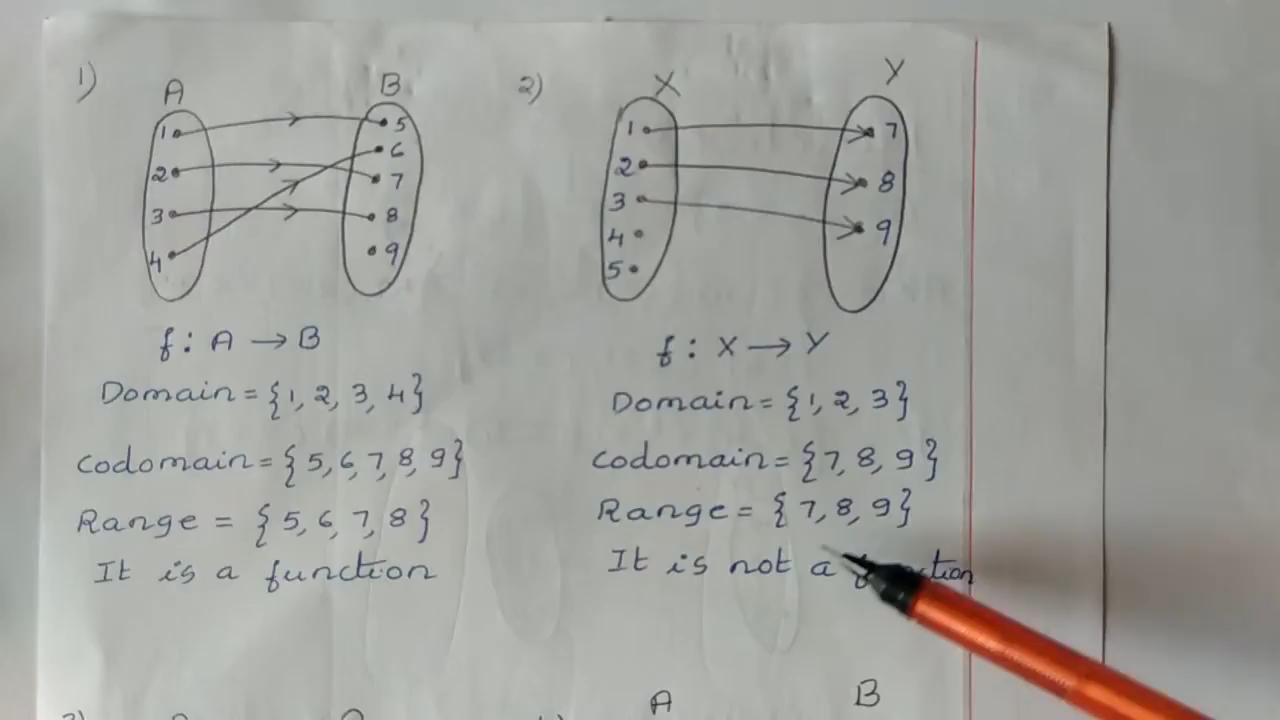 1)
A
B
1
2
3
4
5
6
7
8
9
f : A → B
Domain = {1, 2, 3, 4}
Codomain = {5, 6, 7, 8, 9}
Range = {5, 6, 7, 8}
It is a function
2)
X
Y
1
2
3
4
5
7
8
9
f : X → Y
Domain = {1, 2, 3}
Codomain = {7, 8, 9}
Range = {7, 8, 9}
It is not a function
A
B